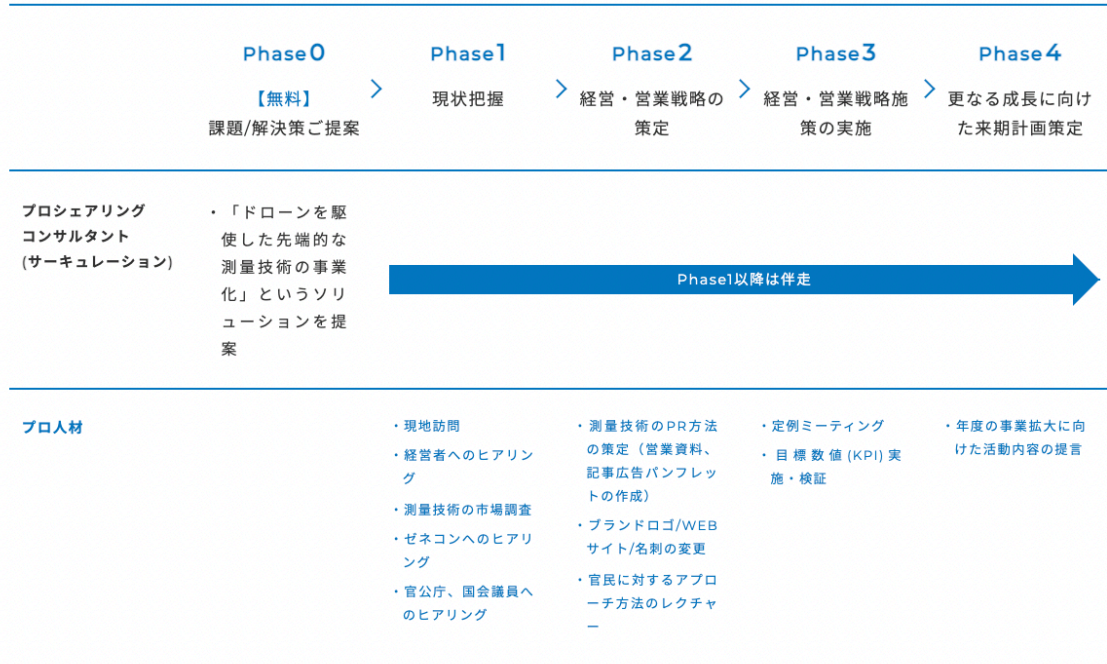 Phase0
【無料】
課題/解決策ご提案
Phase1
現状把握
Phase2
経営・営業戦略の
策定
Phase3
経営・営業戦略施
策の実施
Phase4
更なる成長に向け
た来期計画策定
プロシェアリング
コンサルタント
(サーキュレーション)
・「ドローンを駆
使した先端的な
測量技術の事業
化」というソリ
ューションを提
案
Phase1以降は伴走
プロ人材
・現地訪問
・経営者へのヒアリン
グ
・測量技術の市場調査
・ゼネコンへのヒアリ
ング
・官公庁、国会議員へ
のヒアリング
・測量技術のPR方法
の策定（営業資料、
記事広告パンフレッ
トの作成）
・ブランドロゴ/WEB
サイト/名刺の変更
・官民に対するアプロ
ーチ方法のレクチャ
ー
・定例ミーティング
・目標数値(KPI)実
施・検証
・年度の事業拡大に向
けた活動内容の提言